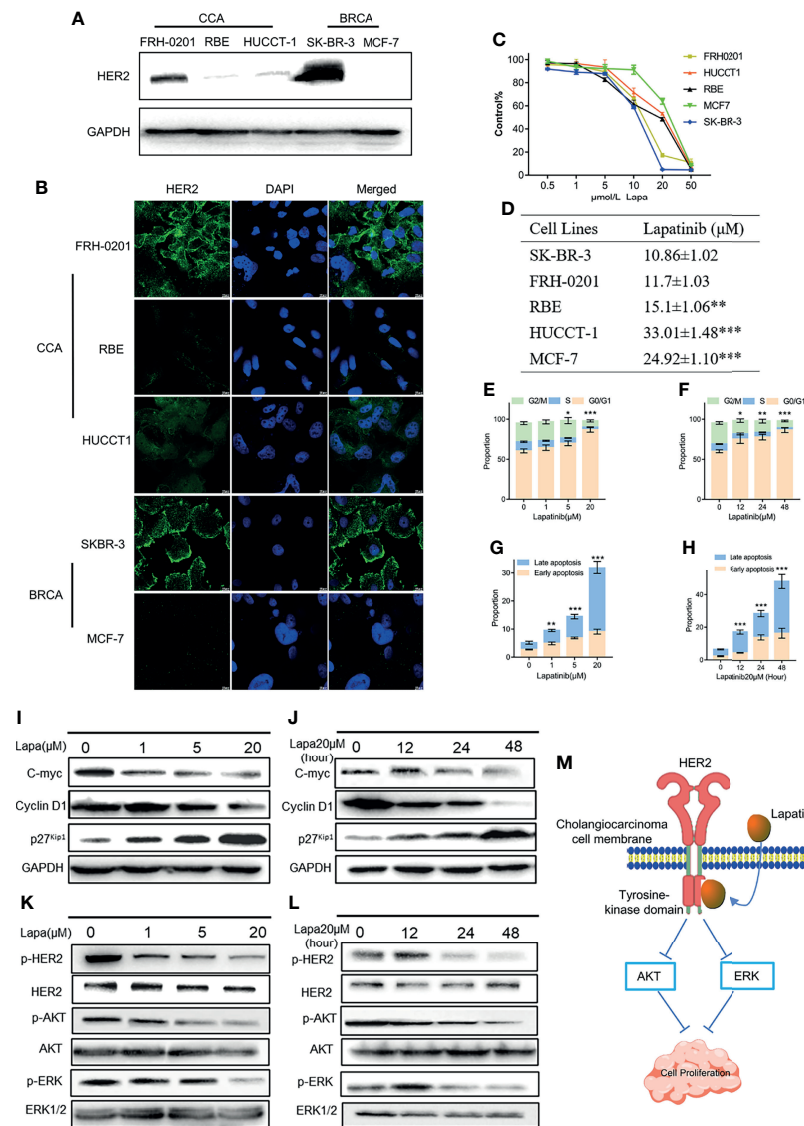 A
CCA
BRCA
FRH-0201 RBE HUCCT-1 SK-BR-3 MCF-7
HER2
GAPDH
B
HER2 DAPI Merged
FRH-0201
CCA
RBE
HUCCT1
SKBR-3
BRCA
MCF-7
C
Control%
100
80
60
40
20
0
0.5 1 5 10 20 50
μmol/L Lapa
FRH0201
HUCCT1
RBE
MCF7
SK-BR-3
D
Cell Lines Lapatinib (μM)
SK-BR-3 10.86±1.02
FRH-0201 11.7±1.03
RBE 15.1±1.06**
HUCCT-1 33.01±1.48***
MCF-7 24.92±1.10***
E
G2/M S G0/G1
* ***
Proportion
100
50
0
0 1 5 20
Lapatinib(μM)
F
G2/M S G0/G1
* ** ***
Proportion
100
50
0
0 12 24 48
Lapatinib(μM)
G
Late apoptosis
Early apoptosis
** *** ***
Proportion
30
20
10
0
0 1 5 20
Lapatinib(μM)
H
Late apoptosis
Early apoptosis
*** *** ***
Proportion
60
40
20
0
0 12 24 48
Lapatinib20μM (Hour)
I
Lapa(μM) 0 1 5 20
C-myc
Cyclin D1
p27Kip1
GAPDH
J
Lapa20μM
(hour)
0 12 24 48
C-myc
Cyclin D1
p27Kip1
GAPDH
K
Lapa(μM) 0 1 5 20
p-HER2
HER2
p-AKT
AKT
p-ERK
ERK1/2
L
Lapa20μM
(hour)
0 12 24 48
p-HER2
HER2
p-AKT
AKT
p-ERK
ERK1/2
M
HER2
Lapati
Cholangiocarcinoma
cell membrane
Tyrosine-
kinase domain
AKT ERK
Cell Proliferation